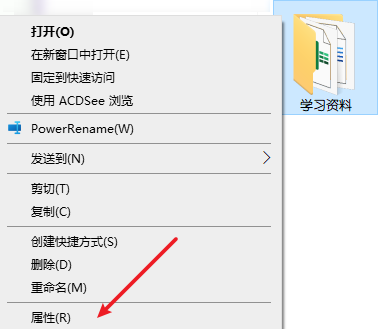 打开(O)
在新窗口中打开(E)
固定到快速访问
使用 ACDSee 浏览
PowerRename(W)
发送到(N)
剪切(T)
复制(C)
创建快捷方式(S)
删除(D)
重命名(M)
属性(R)
学习资料